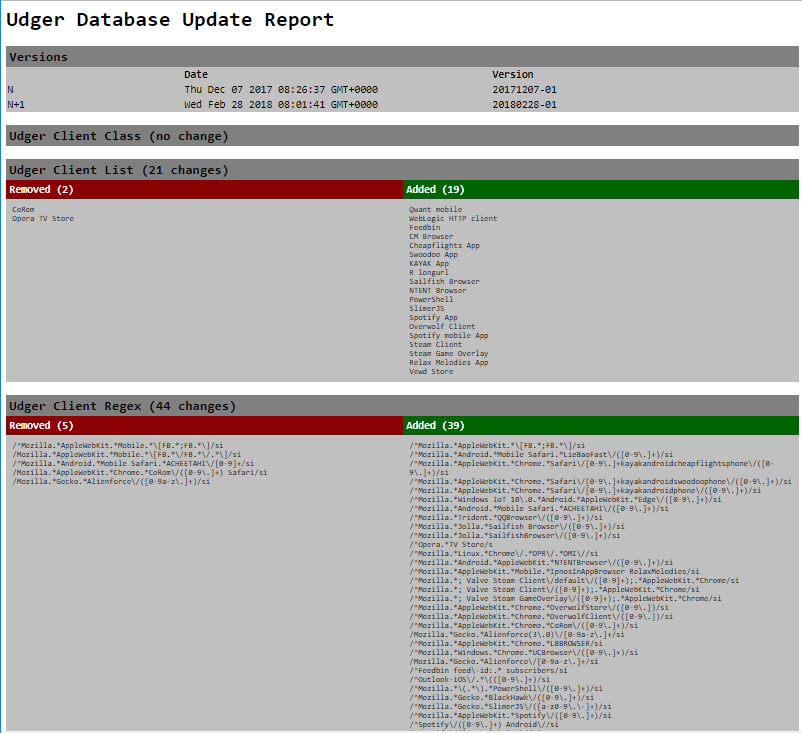 Udger Database Update Report
Versions
Date Version
N Thu Dec 07 2017 08:26:37 GMT+0000 20171207-01
N+1 Wed Feb 28 2018 08:01:41 GMT+0000 20180228-01
Udger Client Class (no change)
Udger Client List (21 changes)
Removed (2)
CoRom
Opera TV Store
Added (19)
Qwant mobile
WebLogic HTTP client
Feedbin
CM Browser
Cheapflights App
Swoodoo App
KAYAK App
R longurl
Sailfish Browser
NTENT Browser
PowerShell
SlimerJS
Spotify App
Overwolf Client
Spotify mobile App
Steam Client
Steam Game Overlay
Relax Melodies App
Vewd Store
Udger Client Regex (44 changes)
Removed (5)
/^Mozilla.*AppleWebKit.*Mobile.*\[FB.*;FB.*\]/si
/Mozilla.*AppleWebKit.*Mobile.*\[FB.*\/FB.*\/.*\]/si
/^Mozilla.*Android.*Mobile Safari.*ACHEETAHI\/[0-9]+/si
/Mozilla.*AppleWebKit.*Chrome.*CoRom\/([0-9\.]+) Safari/si
/Mozilla.*Gecko.*Alienforce\/([0-9a-z\.]+)/si
Added (39)
/^Mozilla.*AppleWebKit.*\[FB.*;FB.*\]/si
/^Mozilla.*Android.*Mobile Safari.*LieBaoFast\/([0-9\.]+)/si
/^Mozilla.*AppleWebKit.*Chrome.*Safari\/[0-9\.]+kayakandroidcheapflightsphone\/([0-
9\.]+)/si
/^Mozilla.*AppleWebKit.*Chrome.*Safari\/[0-9\.]+kayakandroidswoodoophone\/([0-9\.]+)/si
/^Mozilla.*AppleWebKit.*Chrome.*Safari\/[0-9\.]+kayakandroidphone\/([0-9\.]+)/si
/^Mozilla.*Windows IoT 10\.0.*Android.*AppleWebKit.*Edge\/([0-9\.]+)/si
/^Mozilla.*Android.*Mobile Safari.*ACHEETAHI\/([0-9\.]+)/si
/^Mozilla.*Trident.*QQBrowser\/([0-9\.]+)/si
/^Mozilla.*Jolla.*Sailfish Browser\/([0-9\.]+)/si
/^Mozilla.*Jolla.*SailfishBrowser\/([0-9\.]+)/si
/^Opera.*TV Store/s
/^Mozilla.*Linux.*Chrome\/.*OPR\/.*OMI\//si
/^Mozilla.*Android.*AppleWebKit.*NTENTBrowser\/([0-9\.]+)/si
/^Mozilla.*AppleWebKit.*Mobile.*IpnosInAppBrowser RelaxMelodies/si
/^Mozilla.*; Valve Steam Client\/default\/([0-9]+);.*AppleWebKit.*Chrome/si
/^Mozilla.*; Valve Steam Client\/([0-9]+);.*AppleWebKit.*Chrome/si
/^Mozilla.*; Valve Steam GameOverlay\/([0-9]+);.*AppleWebKit.*Chrome/si
/^Mozilla.*AppleWebKit.*Chrome.*OverwolfStore\/([0-9\.])/si
/^Mozilla.*AppleWebKit.*Chrome.*OverwolfClient\/([0-9\.])/si
/^Mozilla.*AppleWebKit.*Chrome.*CoRom\/([0-9\.]+)/si
/Mozilla.*Gecko.*Alienforce(3\.0)\/[0-9a-z\.]+/si
/^Mozilla.*AppleWebKit.*Chrome.*LBBROWSER/si
/^Mozilla.*Windows.*Chrome.*UCBrowser\/([0-9\.]+)/si
/Mozilla.*Gecko.*Alienforce\/[0-9a-z\.]+/si
/^Feedbin feed\-id:.* subscribers/si
/^Outlook-iOS\/.*\(([0-9\.]+)/si
/^Mozilla.*\(.*\).*PowerShell\/([0-9\.]+)/si
/^Mozilla.*Gecko.*BlackHawk\/([0-9\.]+)/si
/^Mozilla.*Gecko.*SlimerJS\/([a-z0-9\.\-]+)/si
/^Mozilla.*AppleWebKit.*Spotify\/([0-9\.]+)/si
/^Spotify\/([0-9\.]+) Android\//si